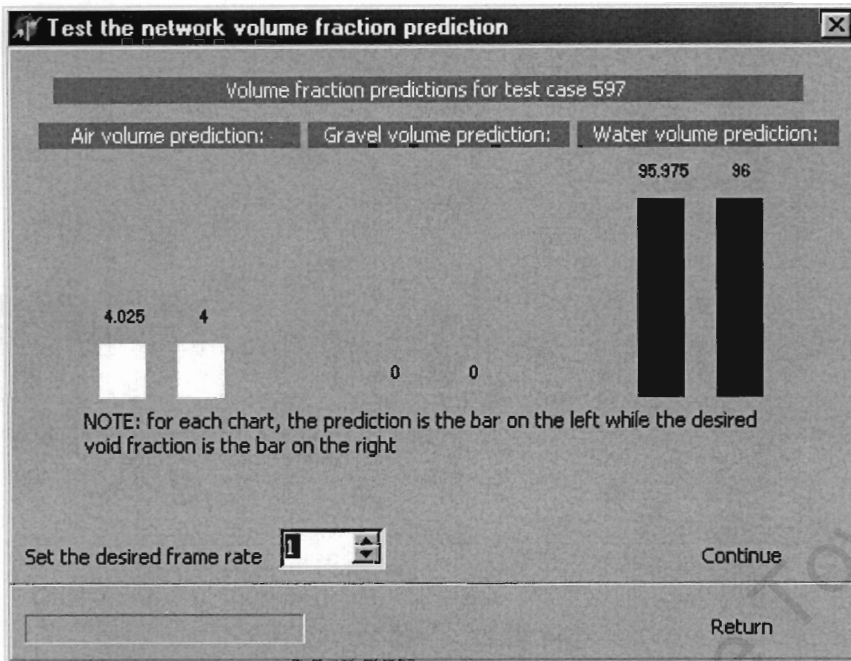 Test the network volume fraction prediction
Volume fraction predictions for test case 597
Air volume prediction:
Gravel volume prediction:
Water volume prediction:
95.975 96
4.025 4
0 0
NOTE: for each chart, the prediction is the bar on the left while the desired
void fraction is the bar on the right
Set the desired frame rate 1
Continue
Return